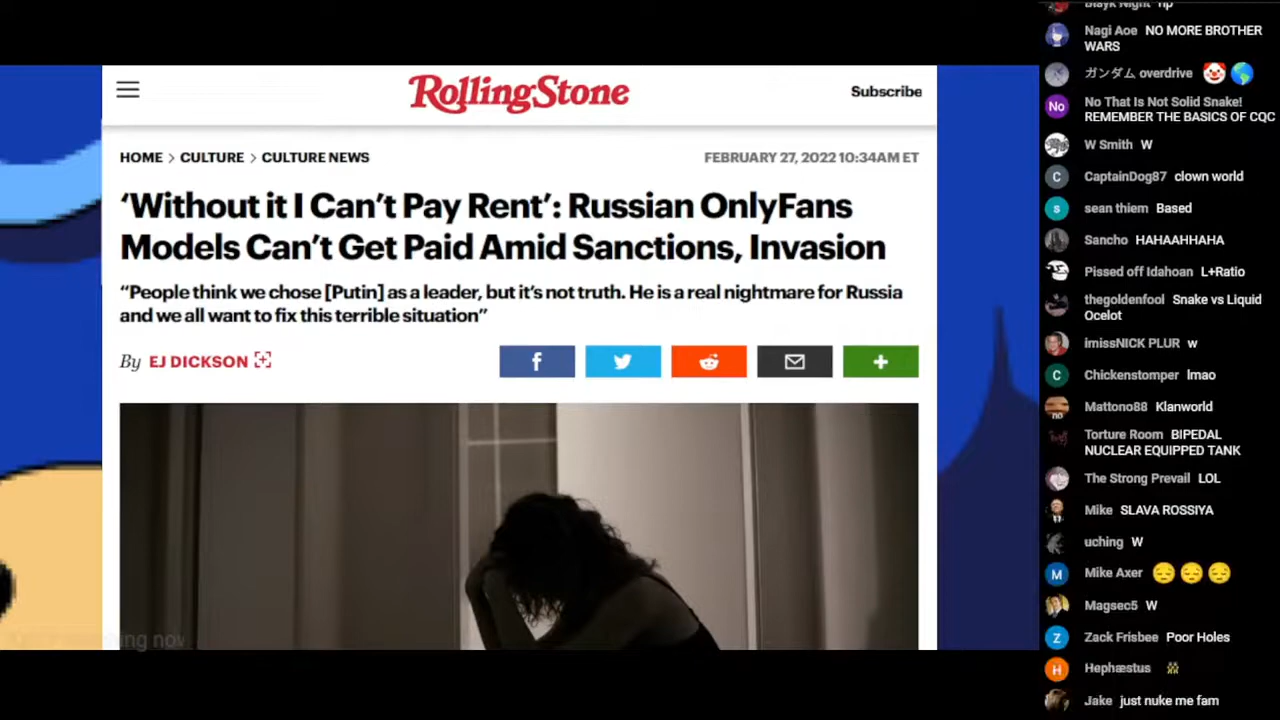 RollingStone
Subscribe
HOME > CULTURE > CULTURE NEWS
FEBRUARY 27, 2022 10:34AM ET
‘Without it I Can’t Pay Rent’: Russian OnlyFans
Models Can’t Get Paid Amid Sanctions, Invasion
“People think we chose [Putin] as a leader, but it’s not truth. He is a real nightmare for Russia
and we all want to fix this terrible situation”
By EJ DICKSON
Nagi Aoe NO MORE BROTHER
WARS
ガンダム overdrive
No No That Is Not Solid Snake!
REMEMBER THE BASICS OF CQC
W Smith W
C CaptainDog87 clown world
s sean thiem Based
Sancho HAHAAHHAHA
Pissed off Idahoan L+Ratio
thegoldenfool Snake vs Liquid
Ocelot
imissNICK PLUR w
C Chickenstomper lmao
no Mattono88 Klanworld
Torture Room BIPEDAL
NUCLEAR EQUIPPED TANK
The Strong Prevail LOL
Mike SLAVA ROSSIYA
uching W
M Mike Axer
Magsec5 W
Z Zack Frisbee Poor Holes
H Hephæstus
Jake just nuke me fam